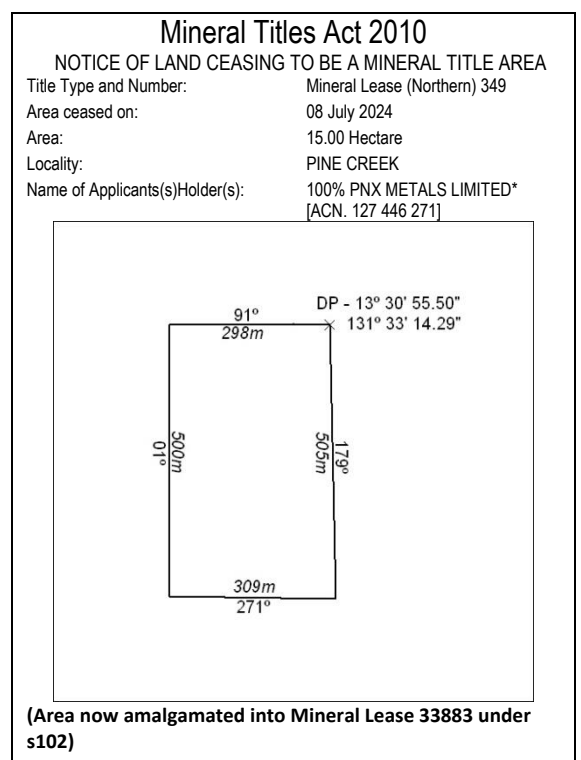 Mineral Titles Act 2010
NOTICE OF LAND CEASING TO BE A MINERAL TITLE AREA
Title Type and Number: Mineral Lease (Northern) 349
Area ceased on: 08 July 2024
Area: 15.00 Hectare
Locality: PINE CREEK
Name of Applicants(s)Holder(s): 100% PNX METALS LIMITED*
[ACN. 127 446 271]
DP - 13º 30' 55.50"
131º 33' 14.29"
91º
298m
01º
500m
505m
179º
309m
271º
(Area now amalgamated into Mineral Lease 33883 under
s102)